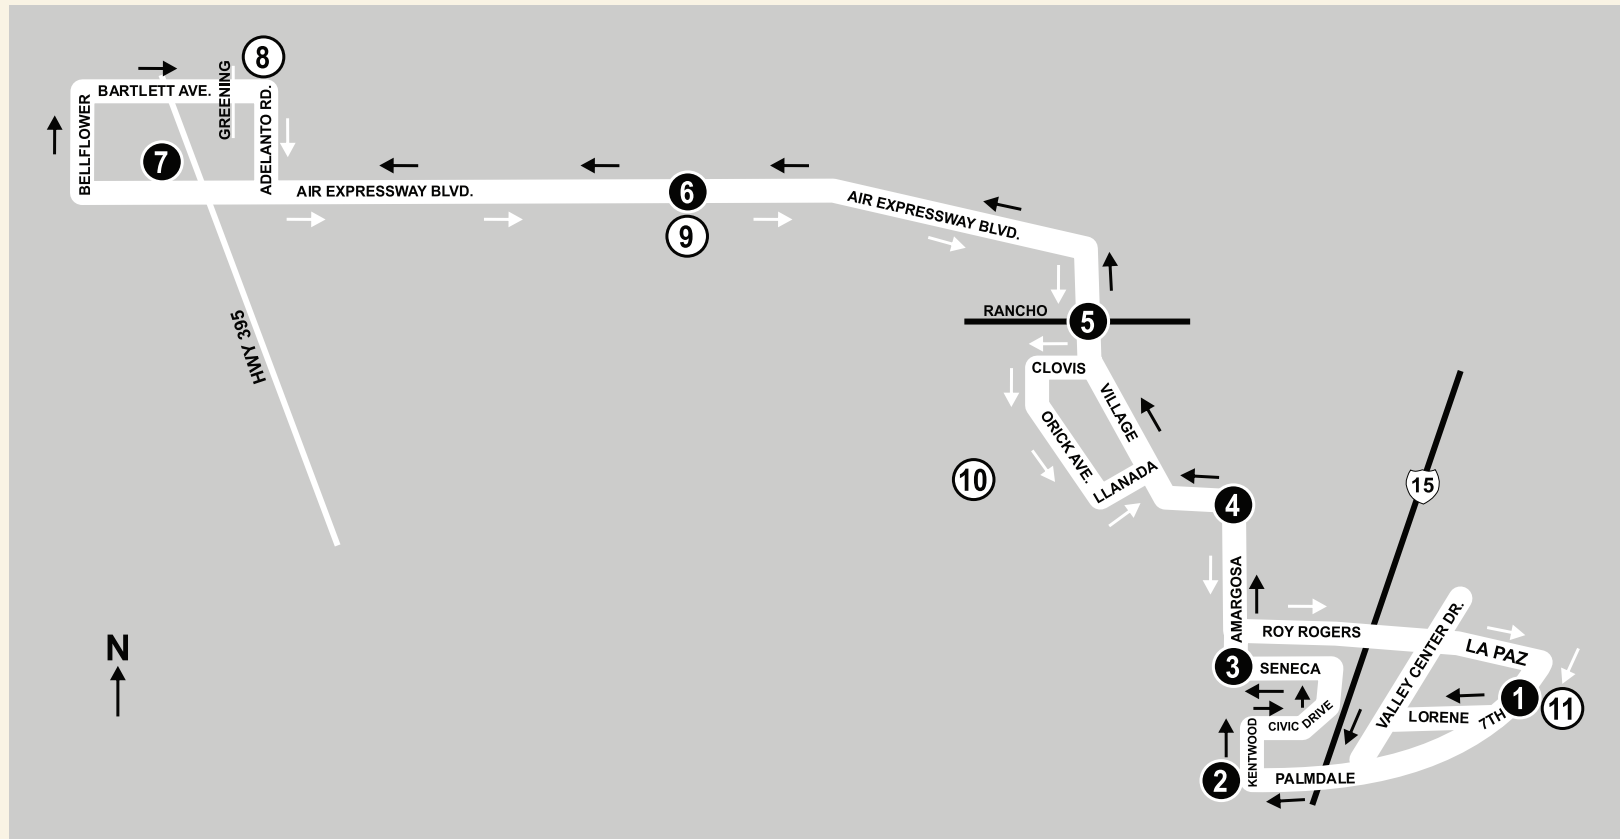 8
BARTLETT AVE.
GREENING
BELLFLOWER
7
ADELANTO RD.
AIR EXPRESSWAY BLVD.
6
9
AIR EXPRESSWAY BLVD.
HWY 395
RANCHO
5
CLOVIS
VILLAGE
ORICK AVE.
LLANADA
10
4
15
AMARGOSA
ROY ROGERS
VALLEY CENTER DR.
LA PAZ
N
3
SENECA
1
11
LORENE
7TH
CIVIC DRIVE
KENTWOOD
2
PALMDALE